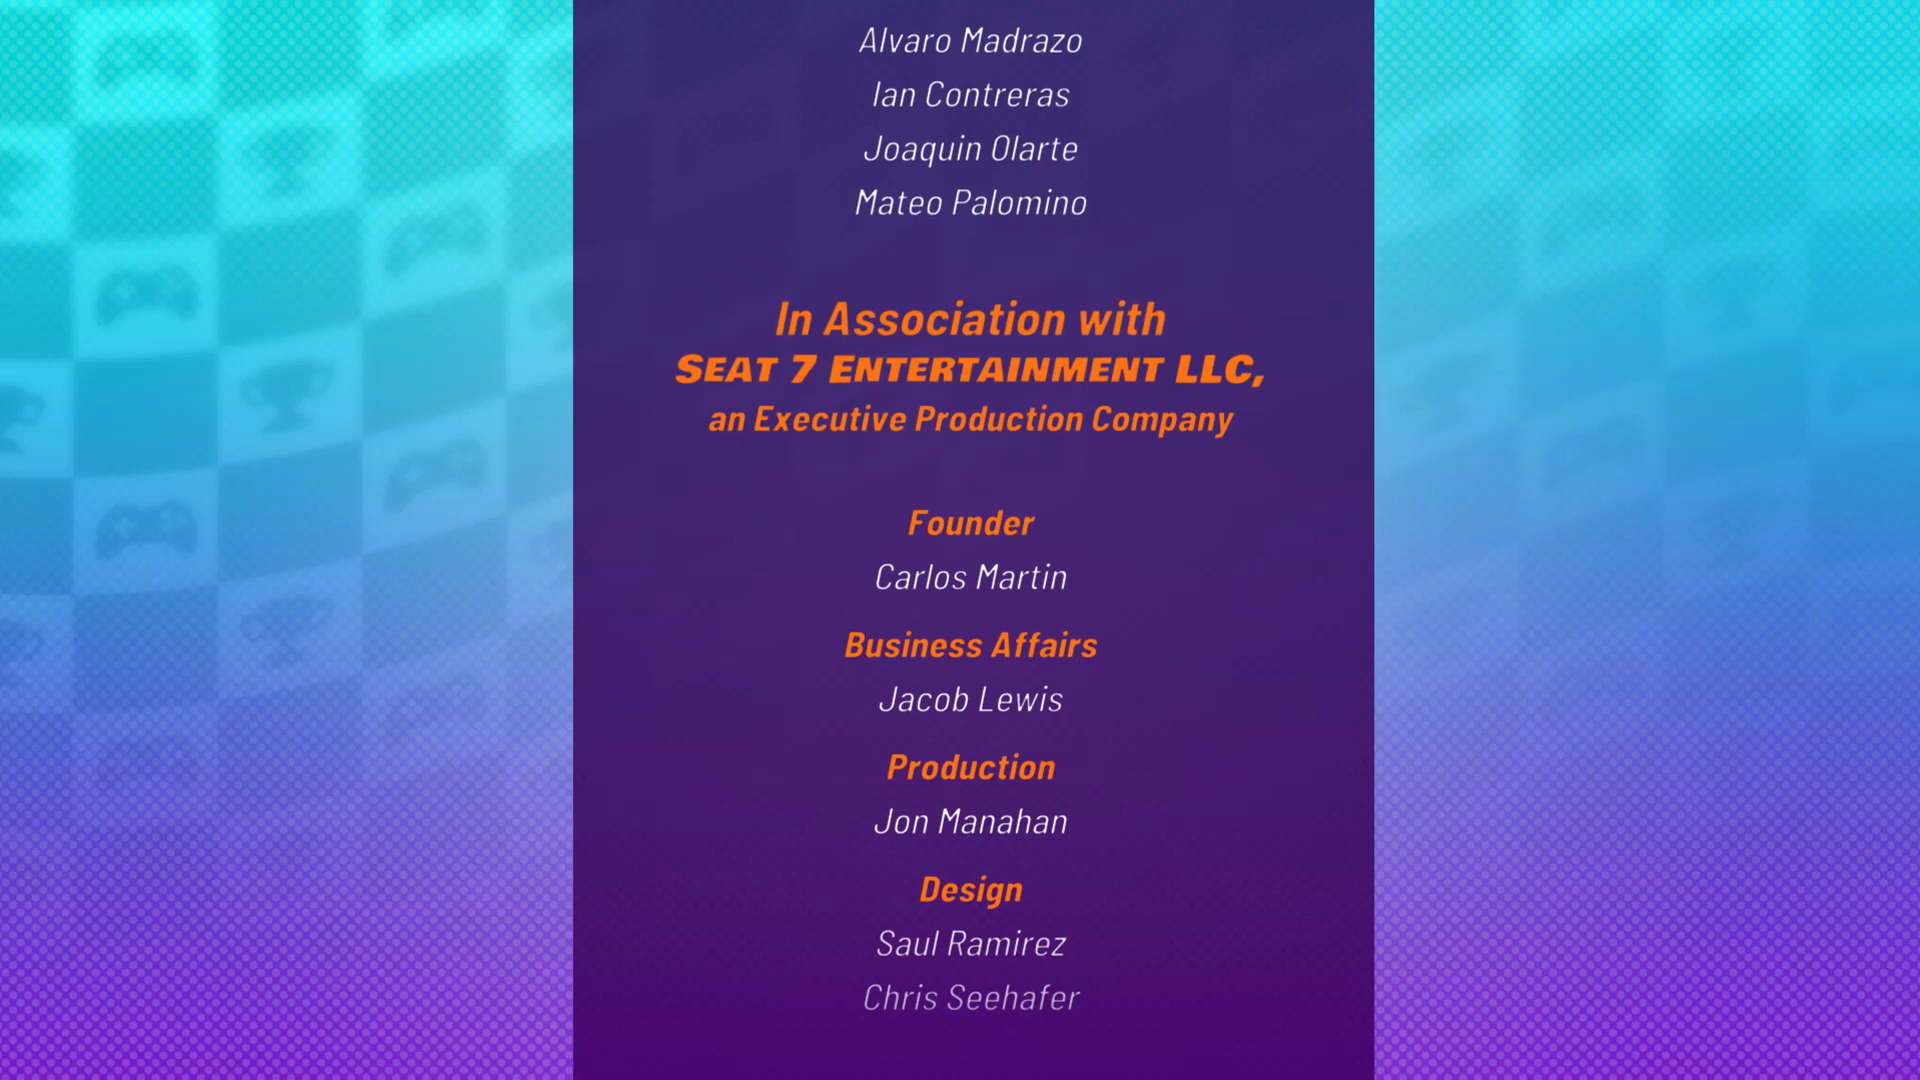 Alvaro Madrazo
Ian Contreras
Joaquin Olarte
Mateo Palomino
In Association with
SEAT 7 ENTERTAINMENT LLC,
an Executive Production Company
Founder
Carlos Martin
Business Affairs
Jacob Lewis
Production
Jon Manahan
Design
Saul Ramirez
Chris Seehafer